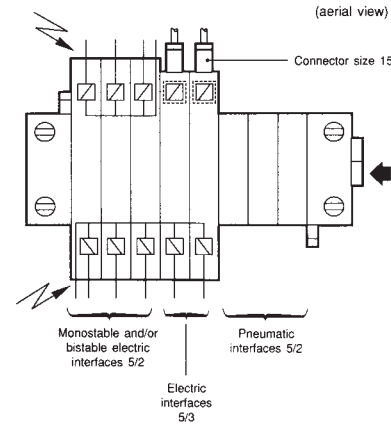 (aerial view)
Connector size 15
Monostable and/or
bistable electric
interfaces 5/2
Pneumatic
interfaces 5/2
Electric
interfaces
5/3